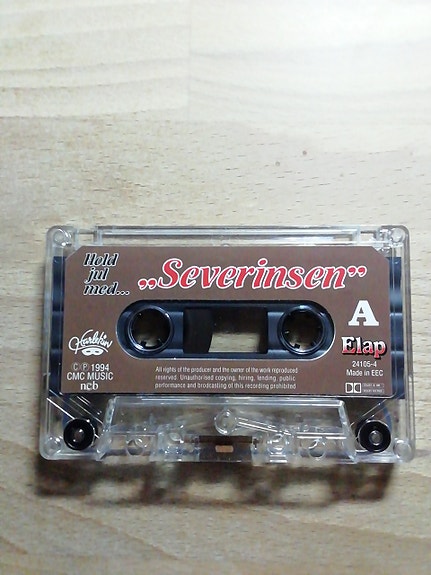 Hold
jul
med...
„Severinsen”
A
Harlekin
Elap
℗ 1994
CMC MUSIC
ncb
All rights of the producer and the owner of the work reproduced
reserved. Unauthorised copying, hiring, lending, public
performance and brodcasting of this recording prohibited
24105-4
Made in EEC